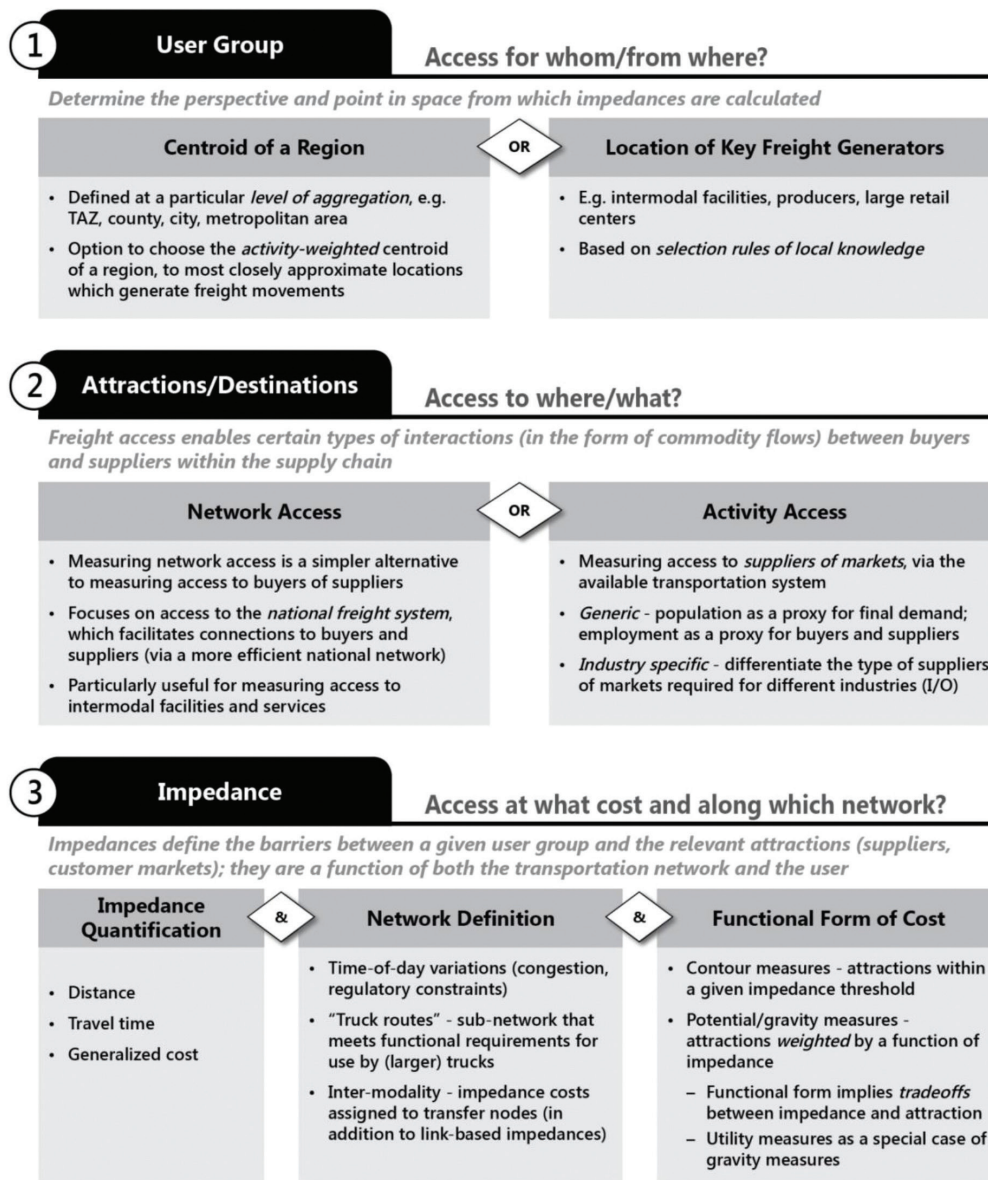 1
User Group
Access for whom/from where?
Determine the perspective and point in space from which impedances are calculated
Centroid of a Region
OR
Location of Key Freight Generators
• Defined at a particular level of aggregation, e.g.
TAZ, county, city, metropolitan area
• Option to choose the activity-weighted centroid
of a region, to most closely approximate locations
which generate freight movements
• E.g. intermodal facilities, producers, large retail
centers
• Based on selection rules of local knowledge
2
Attractions/Destinations
Access to where/what?
Freight access enables certain types of interactions (in the form of commodity flows) between buyers
and suppliers within the supply chain
Network Access
OR
Activity Access
• Measuring network access is a simpler alternative
to measuring access to buyers of suppliers
• Focuses on access to the national freight system,
which facilitates connections to buyers and
suppliers (via a more efficient national network)
• Particularly useful for measuring access to
intermodal facilities and services
• Measuring access to suppliers of markets, via the
available transportation system
• Generic - population as a proxy for final demand;
employment as a proxy for buyers and suppliers
• Industry specific - differentiate the type of suppliers
of markets required for different industries (I/O)
3
Impedance
Access at what cost and along which network?
Impedances define the barriers between a given user group and the relevant attractions (suppliers,
customer markets); they are a function of both the transportation network and the user
Impedance
Quantification
&
Network Definition
&
Functional Form of Cost
• Distance
• Travel time
• Generalized cost
• Time-of-day variations (congestion,
regulatory constraints)
• "Truck routes" - sub-network that
meets functional requirements for
use by (larger) trucks
• Inter-modality - impedance costs
assigned to transfer nodes (in
addition to link-based impedances)
• Contour measures - attractions within
a given impedance threshold
• Potential/gravity measures -
attractions weighted by a function of
impedance
– Functional form implies tradeoffs
between impedance and attraction
– Utility measures as a special case of
gravity measures